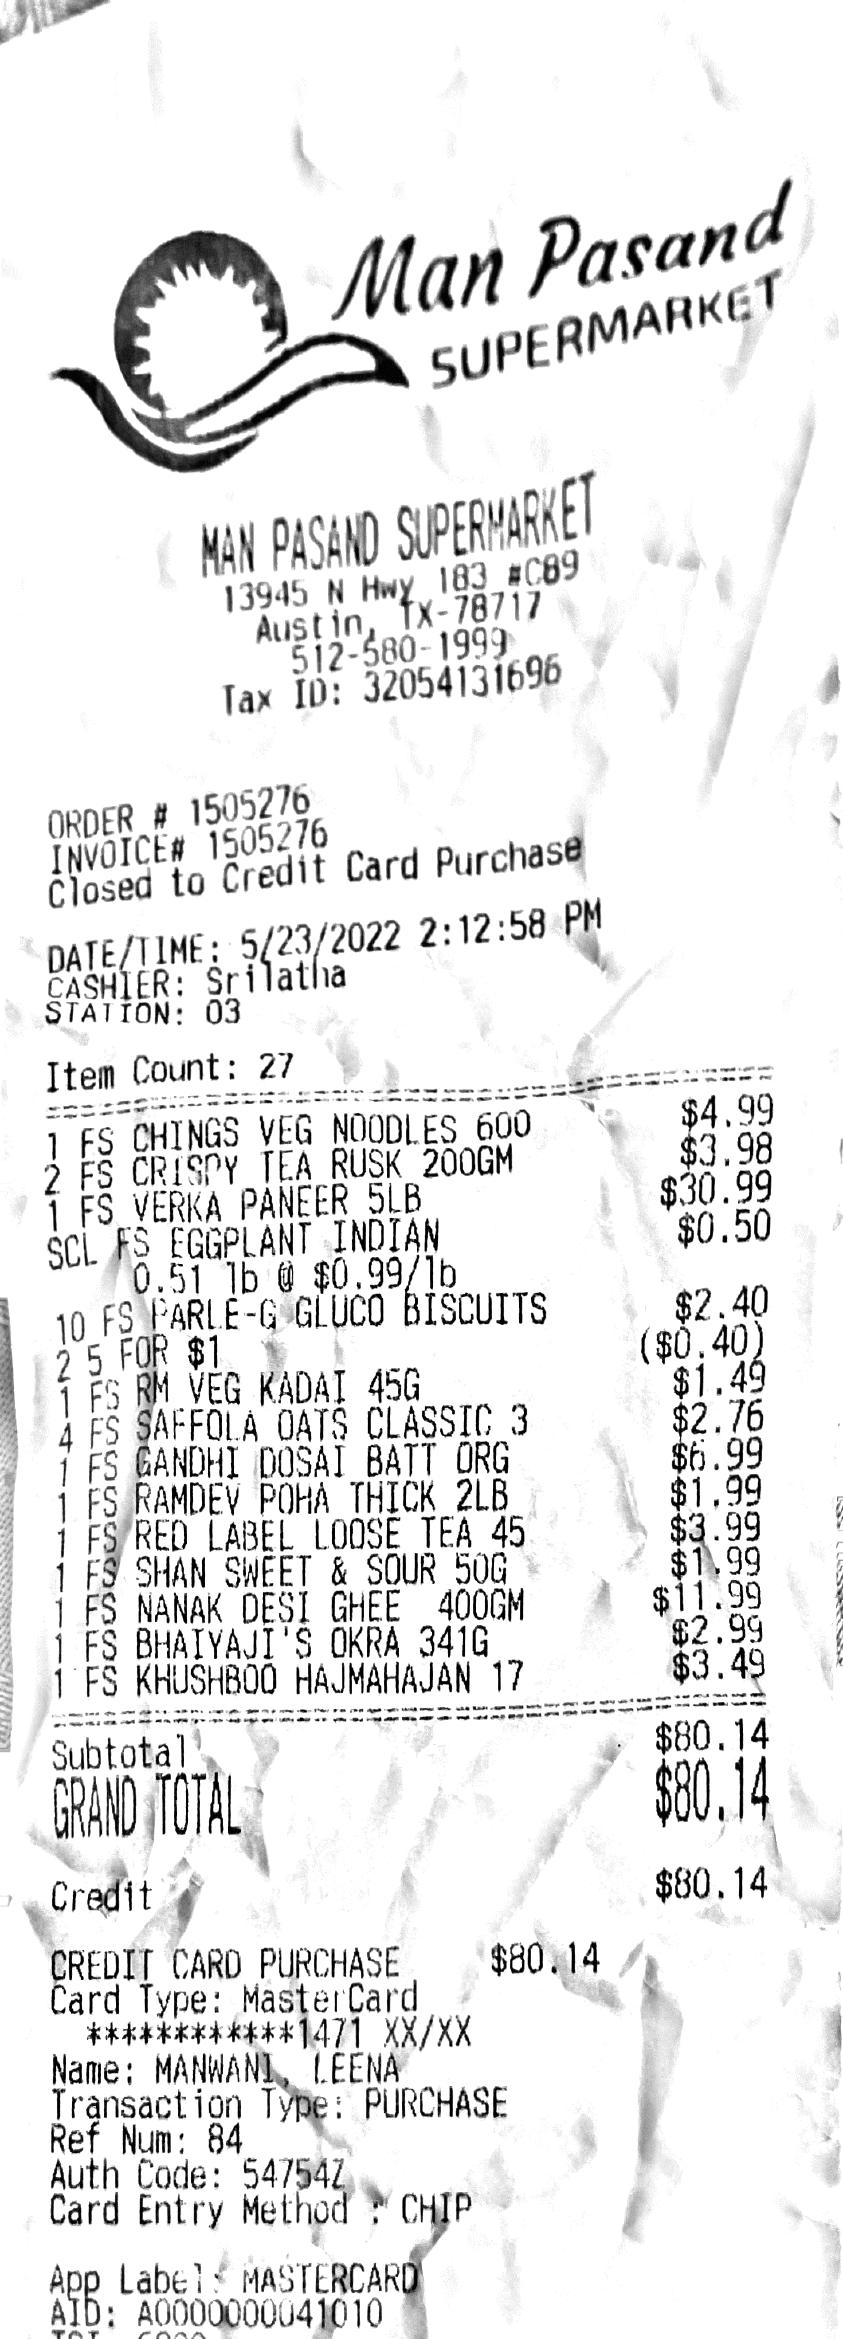 Man Pasand
SUPERMARKET
MAN PASAND SUPERMARKET
13945 N Hwy 183 #C89
Austin, TX-78717
512-580-1999
Tax ID: 32054131696
ORDER # 1505276
INVOICE# 1505276
Closed to Credit Card Purchase
DATE/TIME: 5/23/2022 2:12:58 PM
CASHIER: Srilatha
STATION: 03
Item Count: 27
1 FS CHINGS VEG NOODLES 600 $4.99
2 FS CRISPY TEA RUSK 200GM $3.98
1 FS VERKA PANEER 5LB $30.99
SCL FS EGGPLANT INDIAN $0.50
0.51 lb @ $0.99/lb
10 FS PARLE-G GLUCO BISCUITS $2.40
2 5 FOR $1 ($0.40)
1 FS RM VEG KADAI 45G $1.49
4 FS SAFFOLA OATS CLASSIC 3 $2.76
1 FS GANDHI DOSAI BATT ORG $6.99
1 FS RAMDEV POHA THICK 2LB $1.99
1 FS RED LABEL LOOSE TEA 45 $3.99
1 FS SHAN SWEET & SOUR 50G $1.99
1 FS NANAK DESI GHEE 400GM $11.99
1 FS BHAIYAJI'S OKRA 341G $2.99
1 FS KHUSHBOO HAJMAHAJAN 17 $3.49
Subtotal $80.14
GRAND TOTAL $80.14
Credit $80.14
CREDIT CARD PURCHASE $80.14
Card Type: MasterCard
************1471 XX/XX
Name: MANWANI, LEENA
Transaction Type: PURCHASE
Ref Num: 84
Auth Code: 54754Z
Card Entry Method : CHIP
App Label: MASTERCARD
AID: A0000000041010